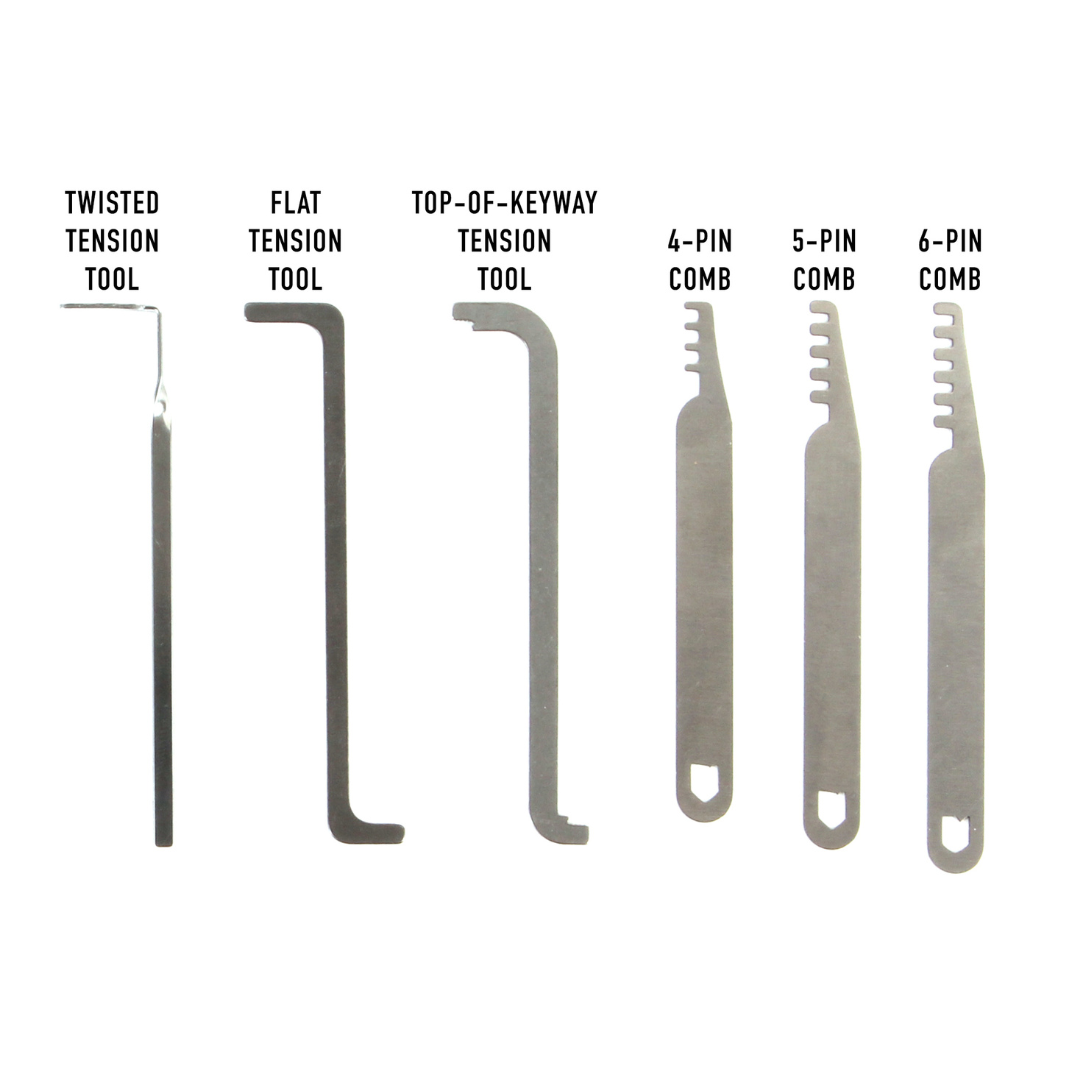 TWISTED
TENSION
TOOL
FLAT
TENSION
TOOL
TOP-OF-KEYWAY
TENSION
TOOL
4-PIN
COMB
5-PIN
COMB
6-PIN
COMB